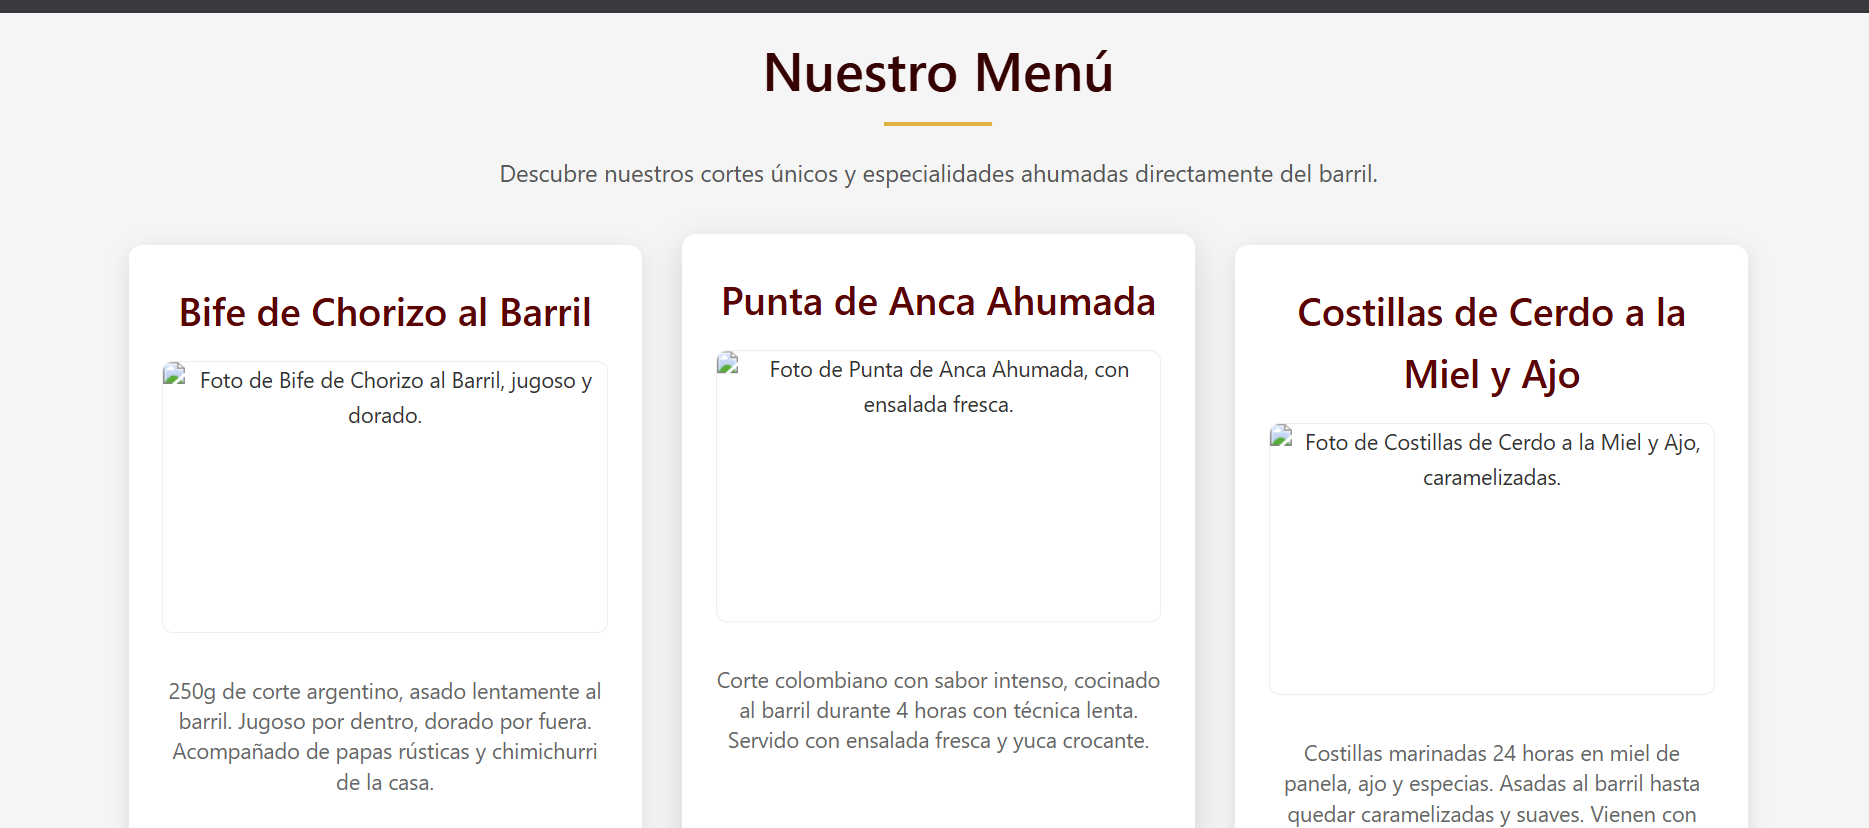 Nuestro Menú
Descubre nuestros cortes únicos y especialidades ahumadas directamente del barril.
Bife de Chorizo al Barril
Foto de Bife de Chorizo al Barril, jugoso y
dorado.
250g de corte argentino, asado lentamente al
barril. Jugoso por dentro, dorado por fuera.
Acompañado de papas rústicas y chimichurri
de la casa.
Punta de Anca Ahumada
Foto de Punta de Anca Ahumada, con
ensalada fresca.
Corte colombiano con sabor intenso, cocinado
al barril durante 4 horas con técnica lenta.
Servido con ensalada fresca y yuca crocante.
Costillas de Cerdo a la
Miel y Ajo
Foto de Costillas de Cerdo a la Miel y Ajo,
caramelizadas.
Costillas marinadas 24 horas en miel de
panela, ajo y especias. Asadas al barril hasta
quedar caramelizadas y suaves. Vienen con